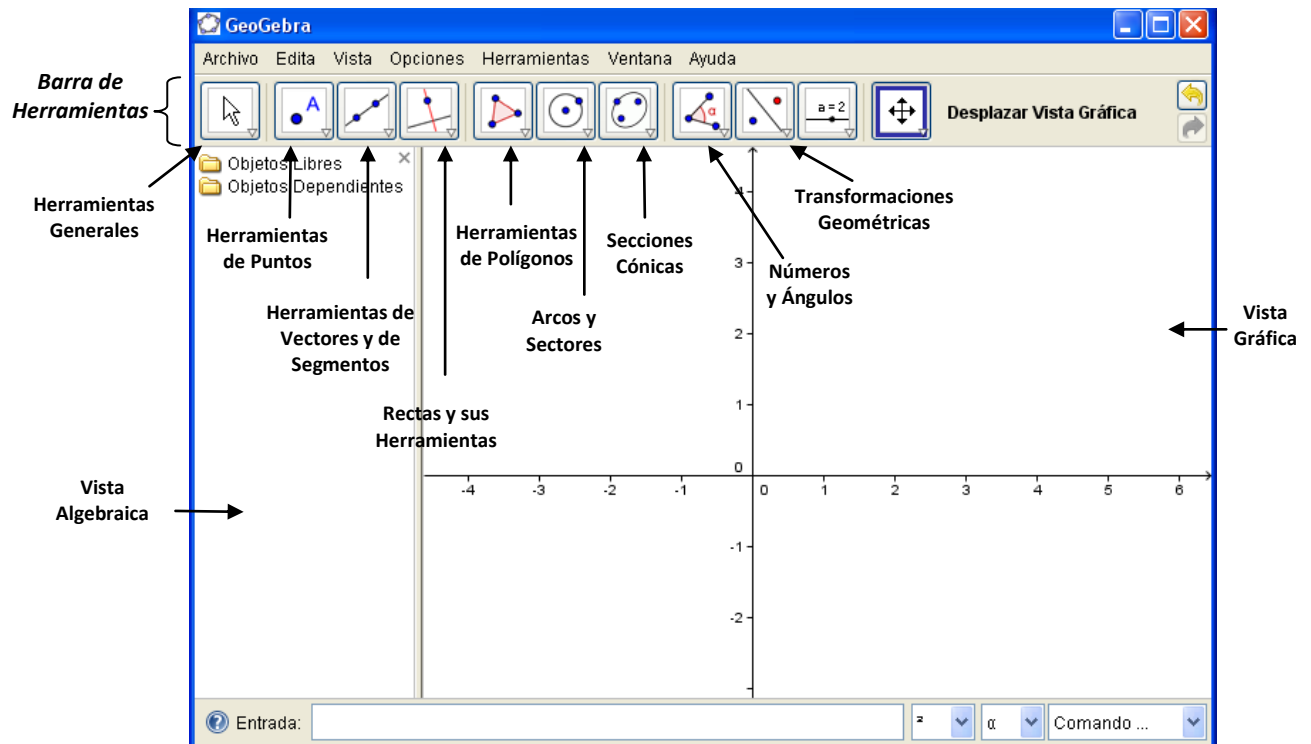 GeoGebra
Archivo Edita Vista Opciones Herramientas Ventana Ayuda
Barra de
Herramientas
A
α
a = 2
Desplazar Vista Gráfica
Objetos Libres
Objetos Dependientes
Herramientas
Generales
Herramientas
de Puntos
Herramientas de
Vectores y de
Segmentos
Rectas y sus
Herramientas
Herramientas
de Polígonos
Arcos y
Sectores
Secciones
Cónicas
Números
y Ángulos
Transformaciones
Geométricas
Vista
Gráfica
Vista
Algebraica
4
3
2
1
0
-1
-2
-4 -3 -2 -1 0 1 2 3 4 5 6
Entrada: ² α Comando ...